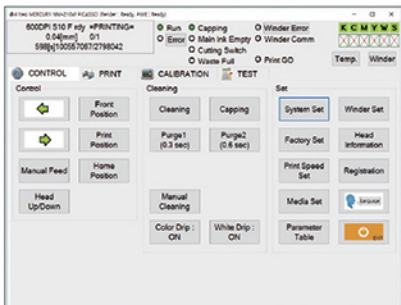 600DPI S10 F rdy =PRINTING=
0.04[mm] 0/1
598[s]100557087/2798042
Run
Error
Capping
Main Ink Empty
Cutting Switch
Waste Full
Winder Error
Winder Comm
Print GO
K C M Y W S
Temp. Winder
CONTROL PRINT CALIBRATION TEST
Control
Front
Position
Print
Position
Manual Feed
Home
Position
Head
Up/Down
Cleaning
Cleaning
Capping
Purge1
(0.3 sec)
Purge2
(0.6 sec)
Manual
Cleaning
Color Drip :
ON
White Drip :
ON
Set
System Set
Winder Set
Factory Set
Head
Information
Print Speed
Set
Registration
Media Set
Parameter
Table